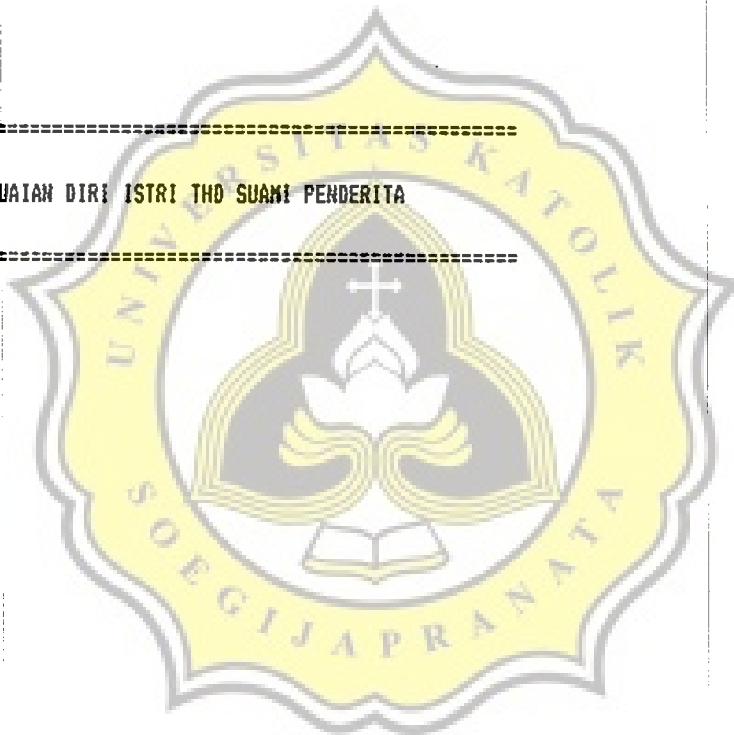 UAIAN DIRI ISTRI THD SUAMI PENDERITA
UNIVERSITAS KATOLIK
SOEGIJAPRANATA